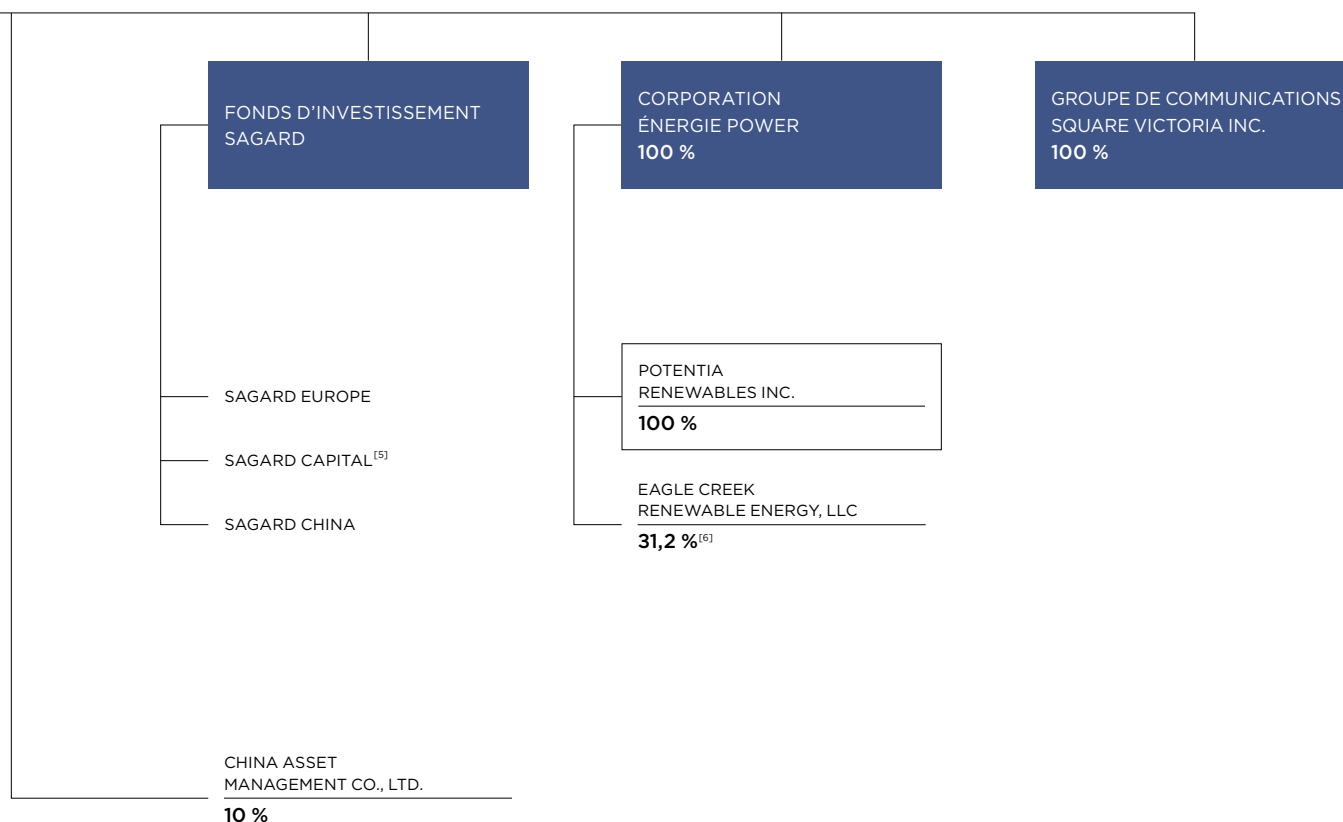 FONDS D'INVESTISSEMENT
SAGARD
SAGARD EUROPE
SAGARD CAPITAL[5]
SAGARD CHINA
CORPORATION
ÉNERGIE POWER
100 %
POTENTIA
RENEWABLES INC.
100 %
EAGLE CREEK
RENEWABLE ENERGY, LLC
31,2 %[6]
GROUPE DE COMMUNICATIONS
SQUARE VICTORIA INC.
100 %
CHINA ASSET
MANAGEMENT CO., LTD.
10 %